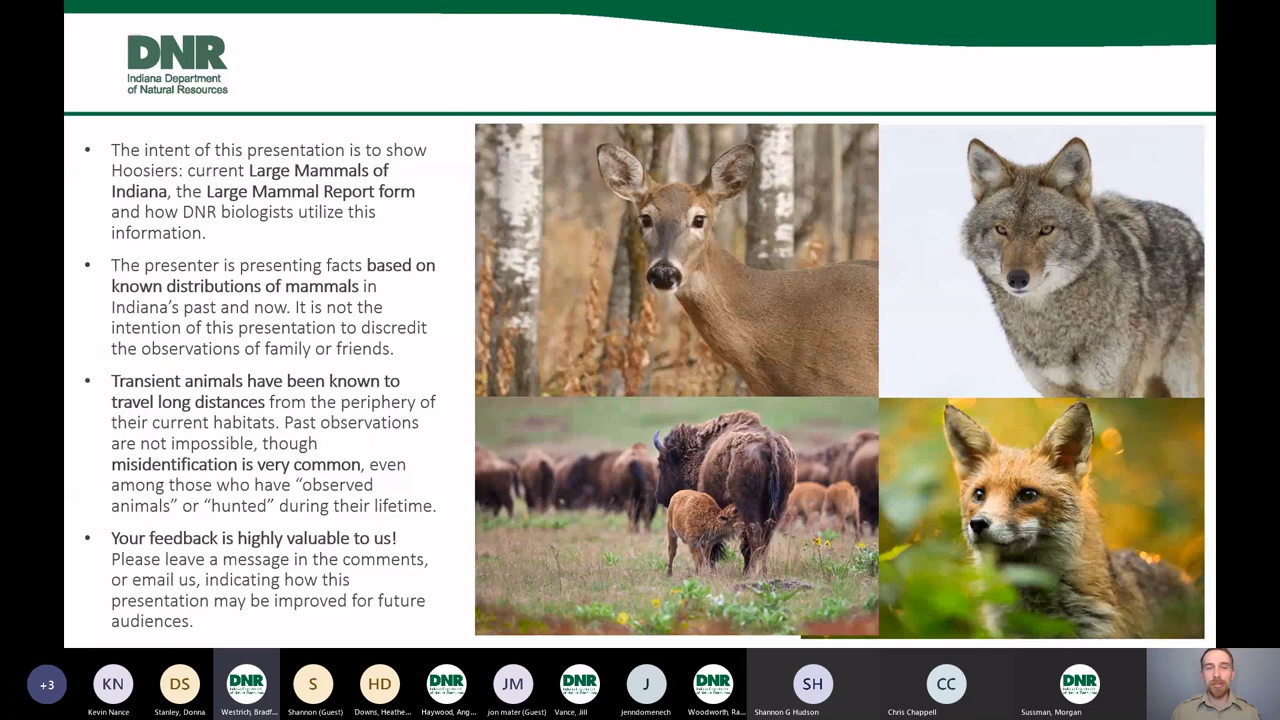 DNR
Indiana Department
of Natural Resources
• The intent of this presentation is to show
Hoosiers: current Large Mammals of
Indiana, the Large Mammal Report form
and how DNR biologists utilize this
information.
• The presenter is presenting facts based on
known distributions of mammals in
Indiana's past and now. It is not the
intention of this presentation to discredit
the observations of family or friends.
• Transient animals have been known to
travel long distances from the periphery of
their current habitats. Past observations
are not impossible, though
misidentification is very common, even
among those who have “observed
animals” or “hunted” during their lifetime.
• Your feedback is highly valuable to us!
Please leave a message in the comments,
or email us, indicating how this
presentation may be improved for future
audiences.
+3
KN
DS
DNR
S
HD
DNR
JM
DNR
J
DNR
SH
CC
DNR
Kevin Nance
Stanley, Donna
Westrich, Bradf...
Shannon (Guest)
Downs, Heathe...
Haywood, Ang...
jon mater (Guest)
Vance, Jill
jenndomenech
Woodworth, Ra...
Shannon G Hudson
Chris Chappell
Sussman, Morgan